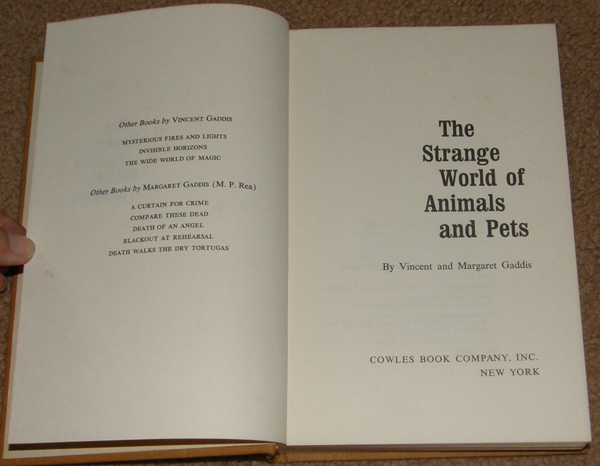 Other Books by VINCENT GADDIS
MYSTERIOUS FIRES AND LIGHTS
INVISIBLE HORIZONS
THE WIDE WORLD OF MAGIC
Other Books by MARGARET GADDIS (M. P. Rea)
A CURTAIN FOR CRIME
COMPARE THESE DEAD
DEATH OF AN ANGEL
BLACKOUT AT REHEARSAL
DEATH WALKS THE DRY TORTUGAS
The
Strange
World of
Animals
and Pets
By Vincent and Margaret Gaddis
COWLES BOOK COMPANY, INC.
NEW YORK